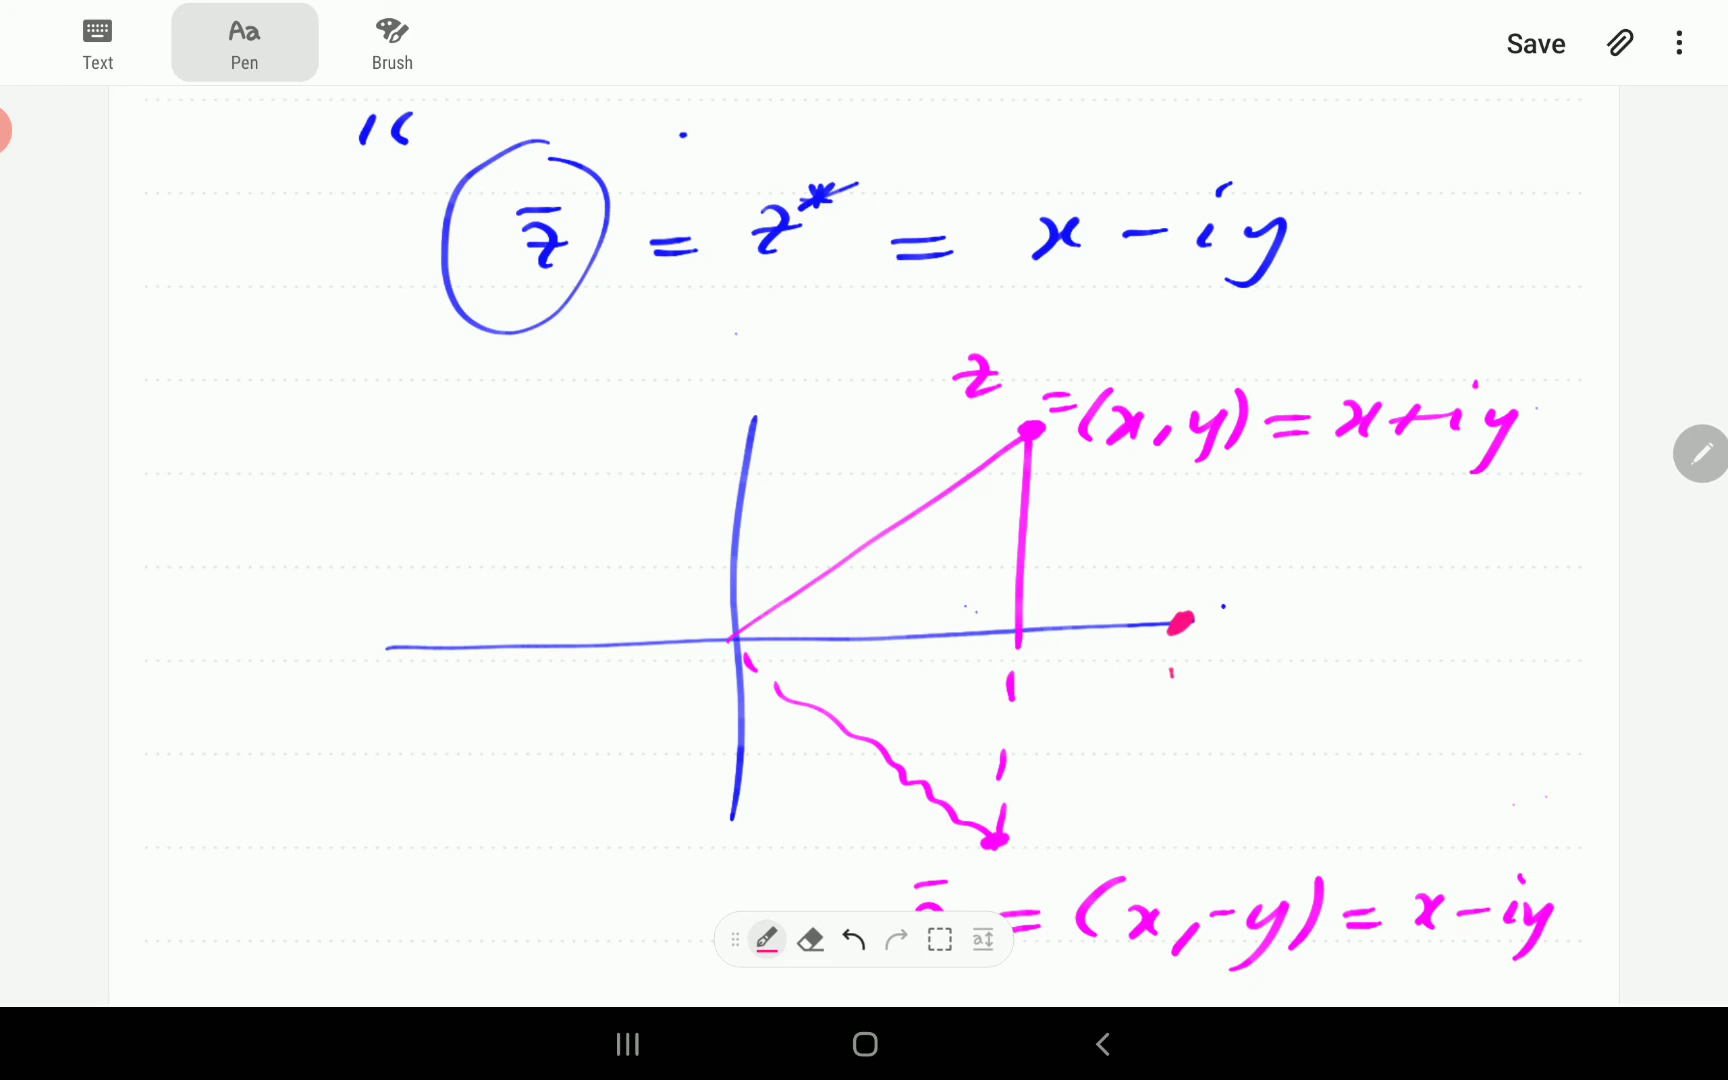 Text Pen Brush Save
z̄ = z* = x - iy
z = (x, y) = x + iy
= (x, -y) = x - iy